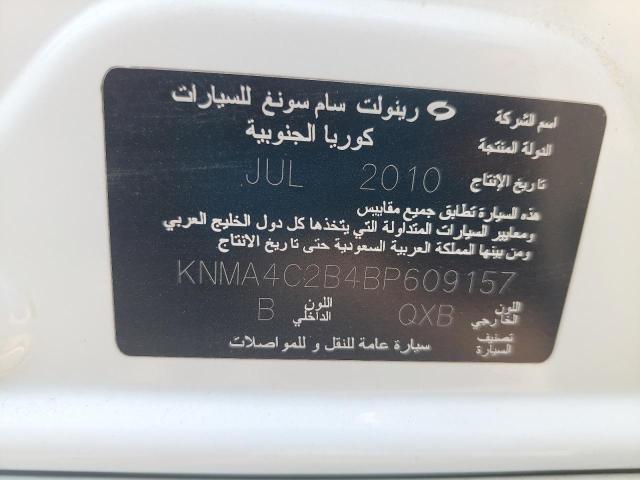 اسم الشركة رينولت سام سونغ للسيارات
الدولة المنتجة كوريا الجنوبية
تاريخ الإنتاج JUL 2010
هذه السيارة تطابق جميع مقاييس
ومعايير السيارات المتداولة التي يتخذها كل دول الخليج العربي
ومن بينها المملكة العربية السعودية حتى تاريخ الإنتاج
KNMA4C2B4BP609157
اللون الخارجي QXB اللون الداخلي B
تصنيف السيارة سيارة عامة للنقل و للمواصلات